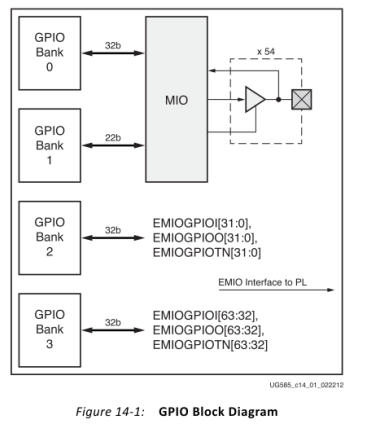 GPIO
Bank
0
32b
MIO
x 54
GPIO
Bank
1
22b
GPIO
Bank
2
32b
EMIOGPIOI[31:0],
EMIOGPIOO[31:0],
EMIOGPIOTN[31:0]
EMIO Interface to PL
GPIO
Bank
3
32b
EMIOGPIOI[63:32],
EMIOGPIOO[63:32],
EMIOGPIOTN[63:32]
UG585_c14_01_022212
Figure 14-1: GPIO Block Diagram